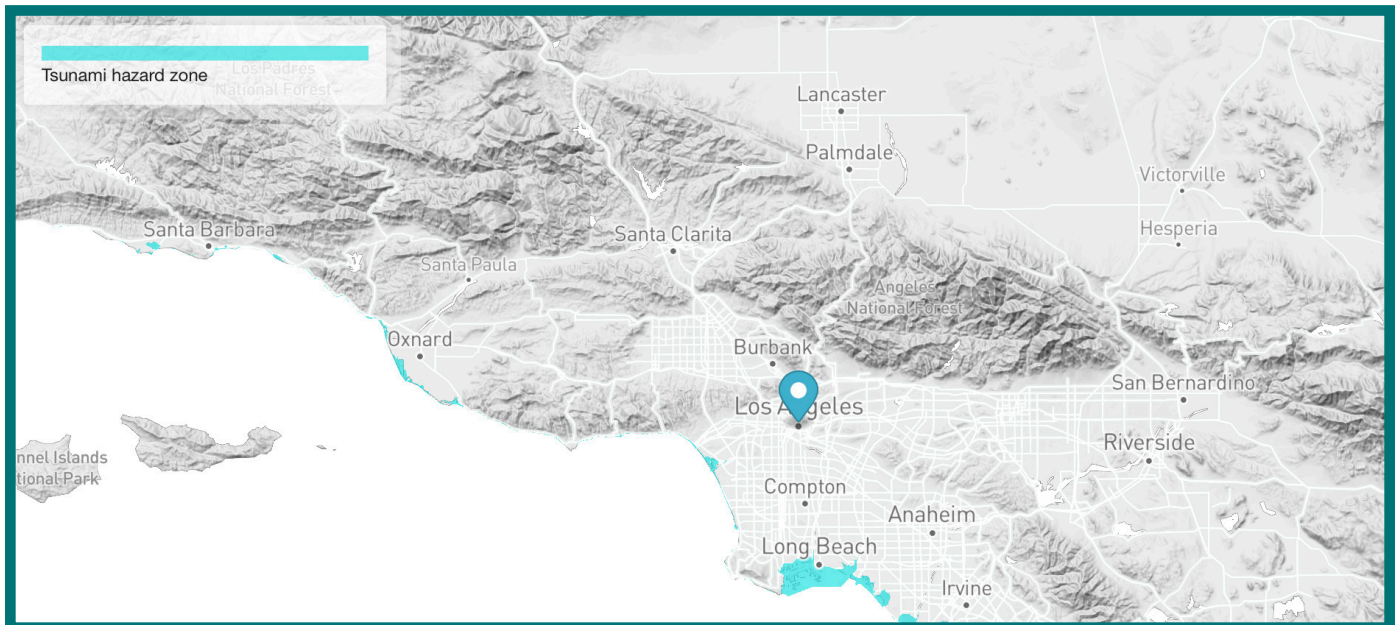 Tsunami hazard zone
Los Padres
National Forest
Lancaster
Palmdale
Victorville
Santa Barbara
Santa Clarita
Hesperia
Santa Paula
Angeles
National Forest
Oxnard
Burbank
San Bernardino
Los Angeles
Riverside
nnel Islands
tional Park
Compton
Anaheim
Long Beach
Irvine